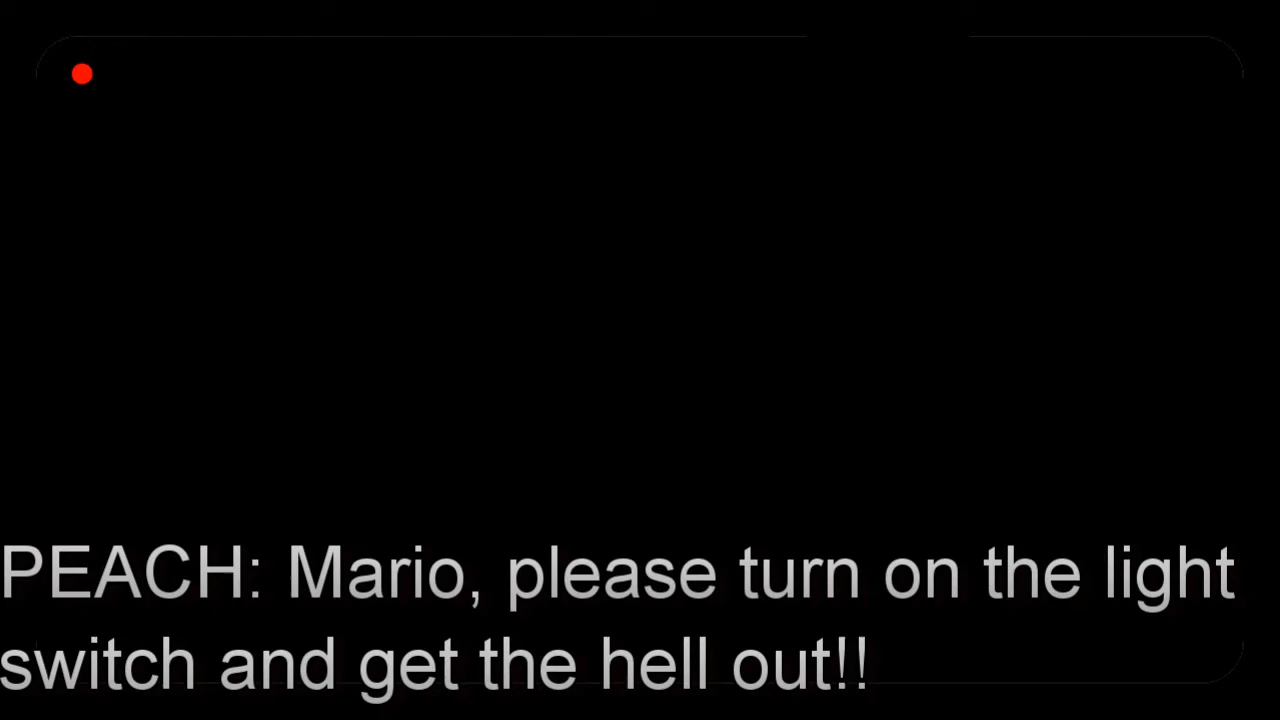 PEACH: Mario, please turn on the light
switch and get the hell out!!